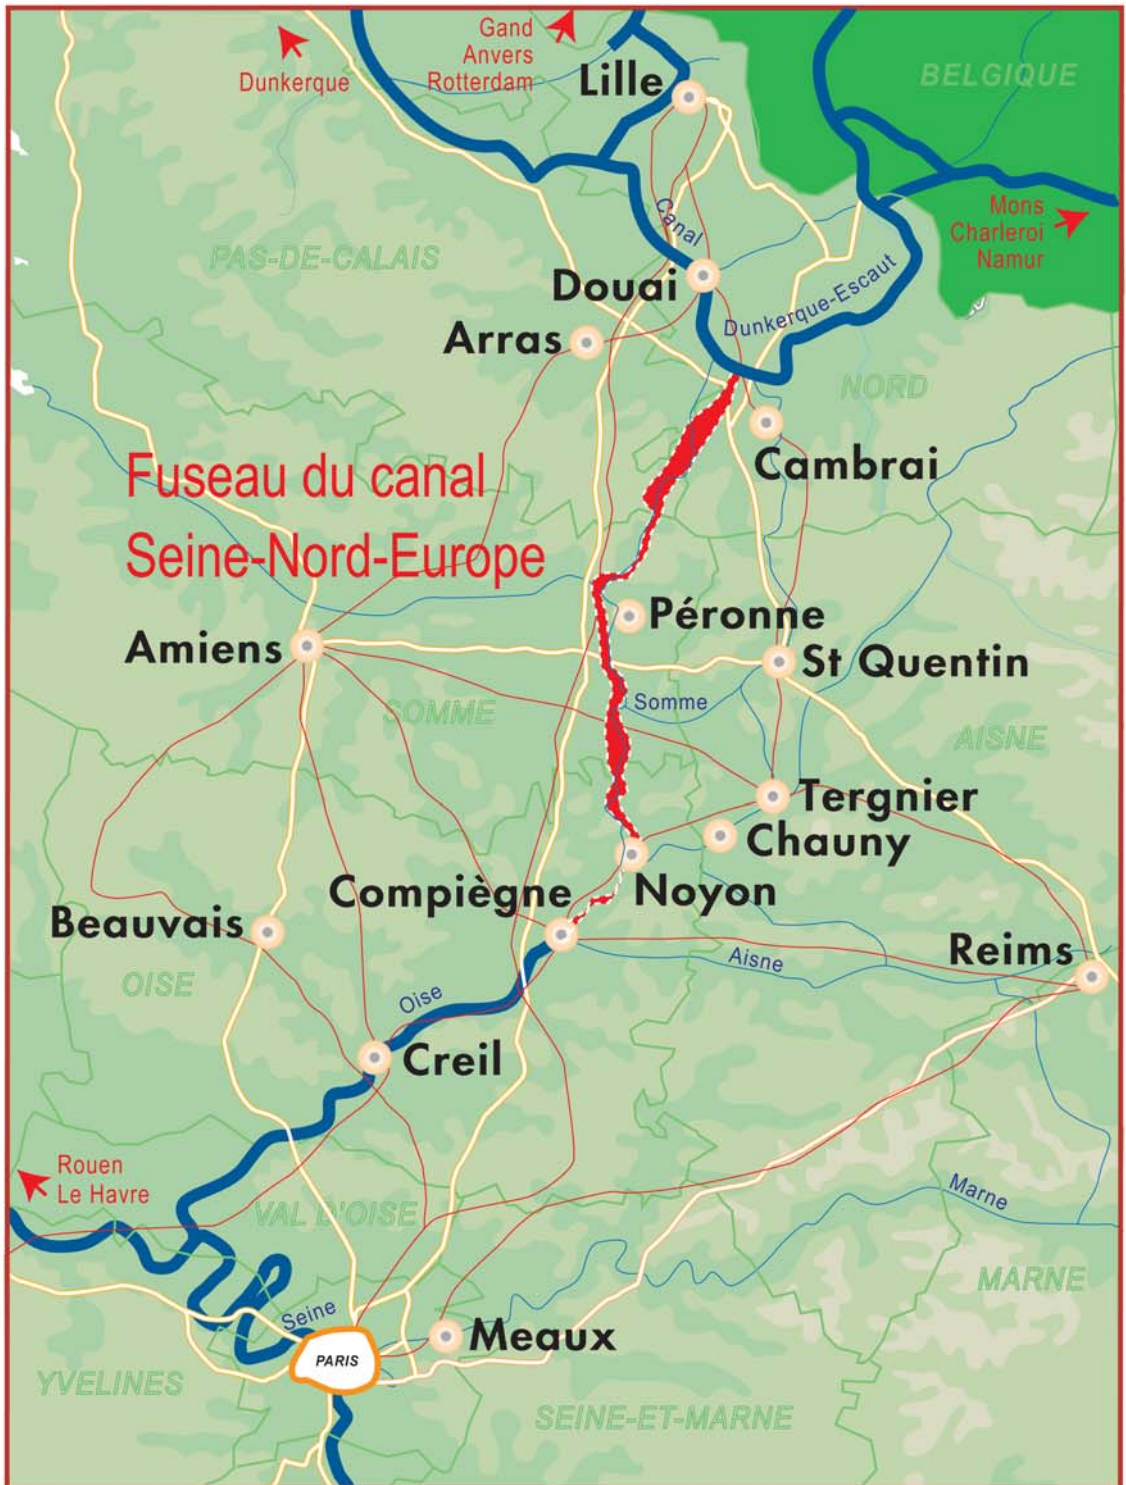 Gand
Anvers
Rotterdam
Dunkerque
Lille
BELGIQUE
Mons
Charleroi
Namur
Canal
PAS-DE-CALAIS
Douai
Dunkerque-Escaut
Arras
NORD
Cambrai
Fuseau du canal
Seine-Nord-Europe
Péronne
Amiens
St Quentin
Somme
SOMME
AISNE
Tergnier
Chauny
Compiègne
Noyon
Beauvais
Reims
Aisne
OISE
Oise
Creil
Rouen
Le Havre
Marne
VAL D'OISE
MARNE
Seine
Meaux
PARIS
YVELINES
SEINE-ET-MARNE